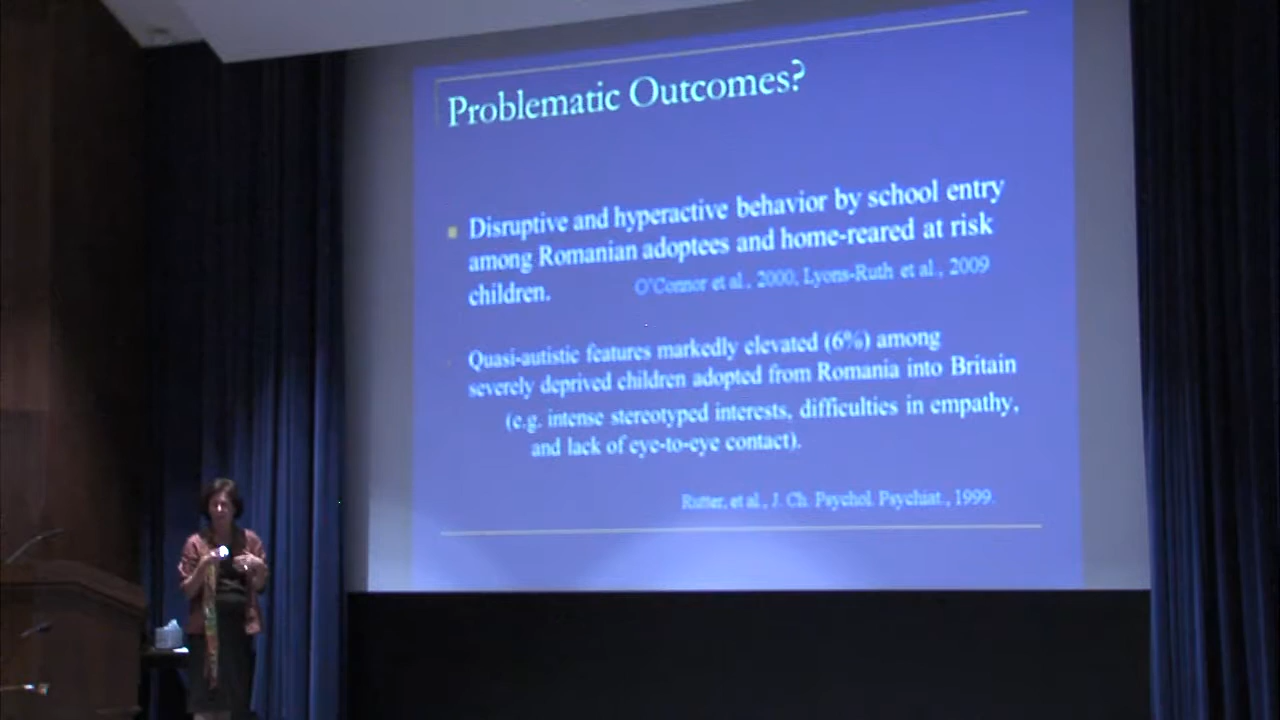 Problematic Outcomes?
Disruptive and hyperactive behavior by school entry
among Romanian adoptees and home-reared at risk
children. O'Connor et al., 2000; Lyons-Ruth et al., 2009
Quasi-autistic features markedly elevated (6%) among
severely deprived children adopted from Romania into Britain
(e.g. intense stereotyped interests, difficulties in empathy,
and lack of eye-to-eye contact).
Rutter, et al., J. Ch. Psychol. Psychiat., 1999.